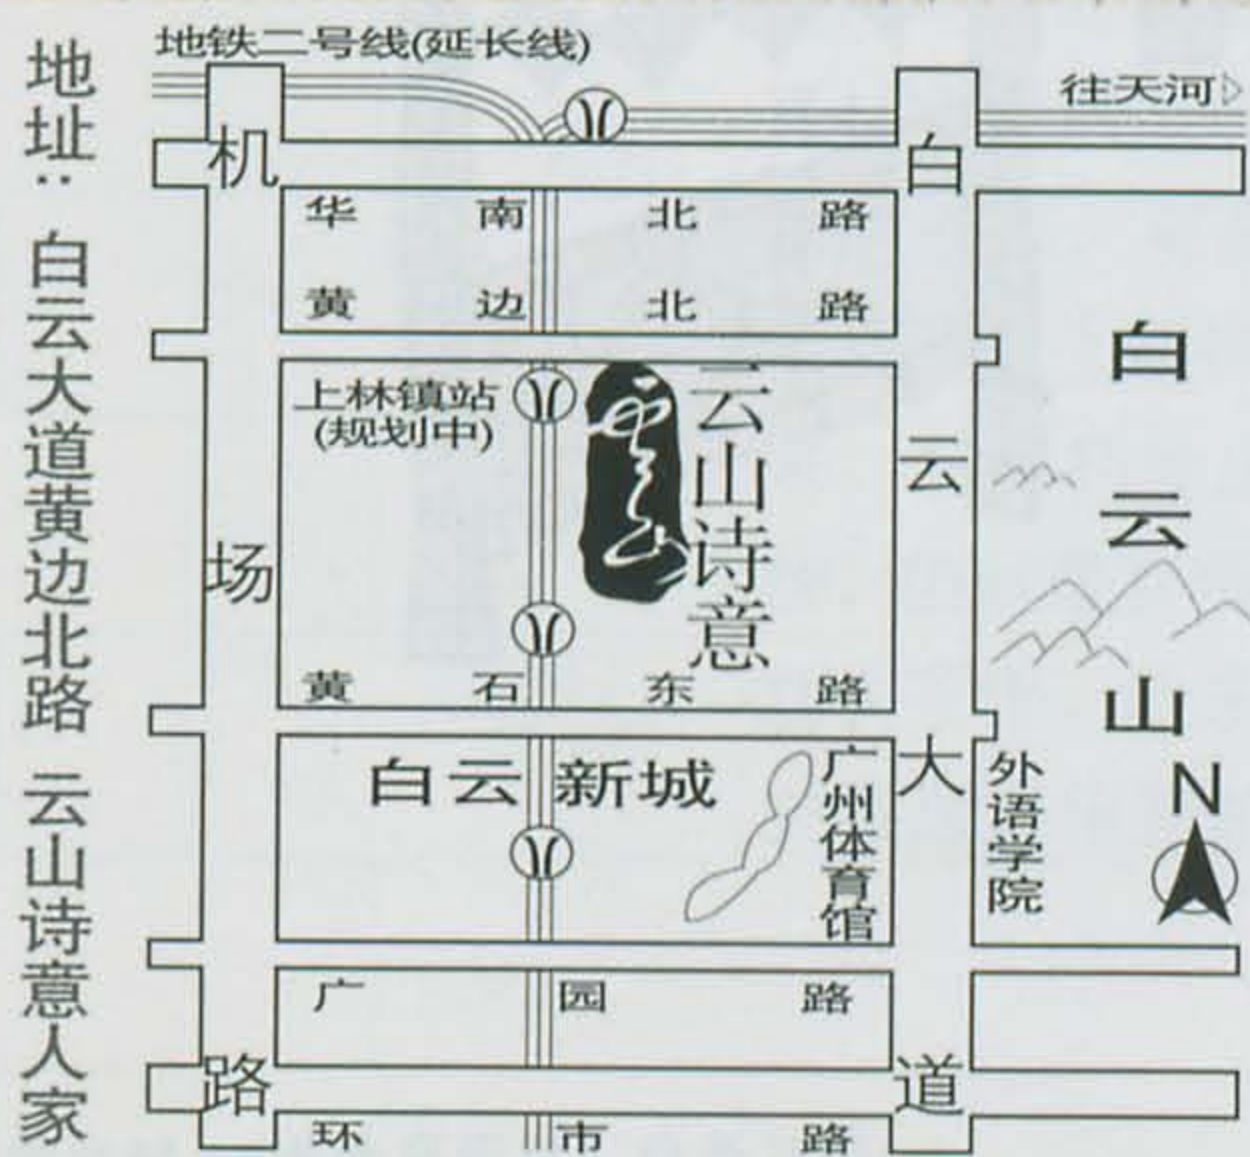 地址：白云大道黄边北路 云山诗意人家
地铁二号线(延长线)
往天河
机场路
白云大道
华南北路
黄边北路
上林镇站
(规划中)
云山诗意
白云山
黄石东路
白云新城
广州体育馆
外语学院
N
广园路
环市路